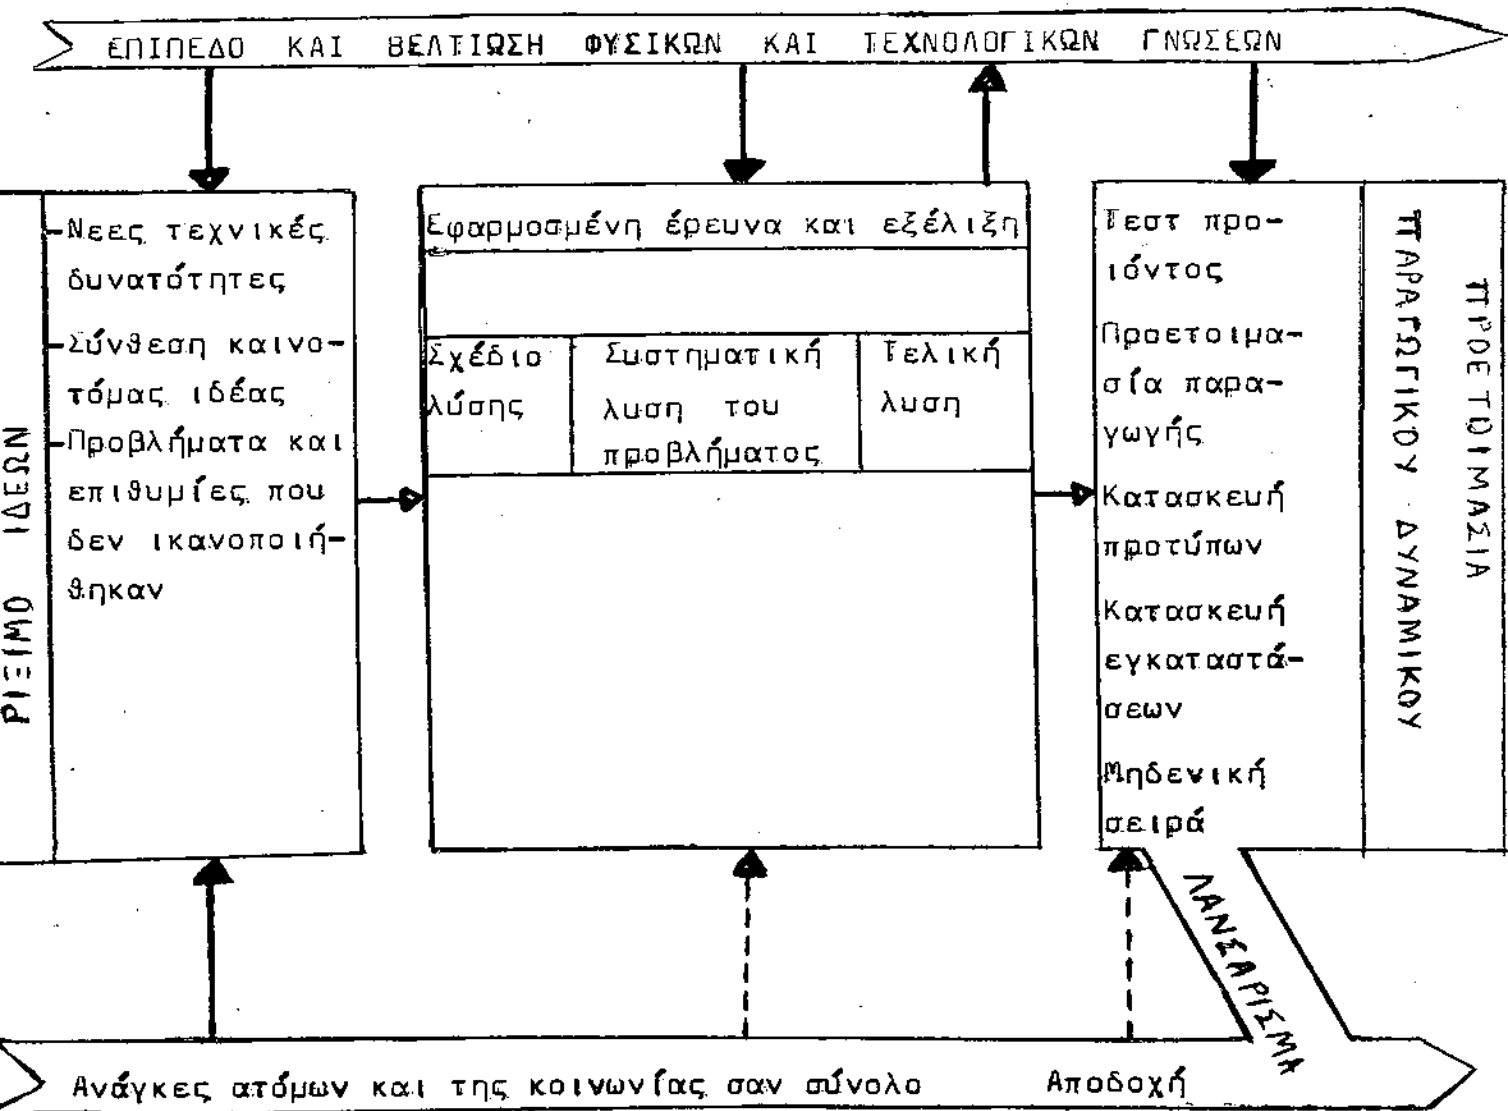 ΕΠΙΠΕΔΟ ΚΑΙ ΒΕΛΤΙΩΣΗ ΦΥΣΙΚΩΝ ΚΑΙ ΤΕΧΝΟΛΟΓΙΚΩΝ ΓΝΩΣΕΩΝ
ΡΙΞΙΜΟ ΙΔΕΩΝ
-Νεες τεχνικές
δυνατότητες
-Σύνθεση καινο-
τόμας ιδέας
-Προβλήματα και
επιθυμίες που
δεν ικανοποιή-
θηκαν
Εφαρμοσμένη έρευνα και εξέλιξη
Σχέδιο
λύσης
Συστηματική
λυση του
προβλήματος
Τελική
λυση
Τεστ προ-
ιόντος
Προετοιμα-
σία παρα-
γωγής
Κατασκευή
προτύπων
Κατασκευή
εγκαταστά-
σεων
Μηδενική
σειρά
ΠΡΟΕΤΟΙΜΑΣΙΑ
ΠΑΡΑΓΩΓΙΚΟΥ ΔΥΝΑΜΙΚΟΥ
ΛΑΝΣΑΡΙΣΜΑ
Ανάγκες ατόμων και της κοινωνίας σαν σύνολο Αποδοχή